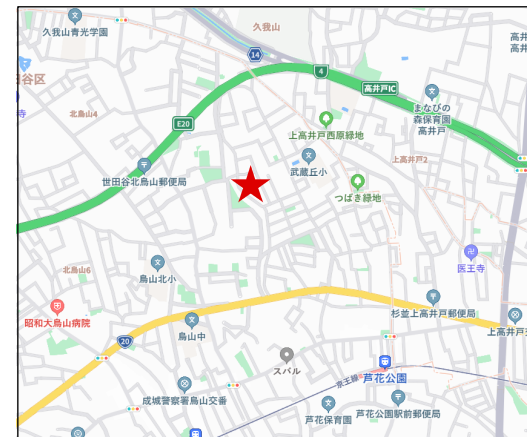 久我山青光学園
久我山
14
4
高井戸IC
高井
高井戸
谷区
寺
北烏山4
E20
まなびの
森保育園
高井戸
上高井戸西原緑地
世田谷北烏山郵便局
武蔵丘小
上高井戸2
つばき緑地
北烏山6
烏山北小
医王寺
昭和大烏山病院
杉並上高井戸郵便局
烏山中
20
上高井戸
スバル
京王線
芦花公園
成城警察署烏山交番
芦花保育園
芦花公園駅前郵便局